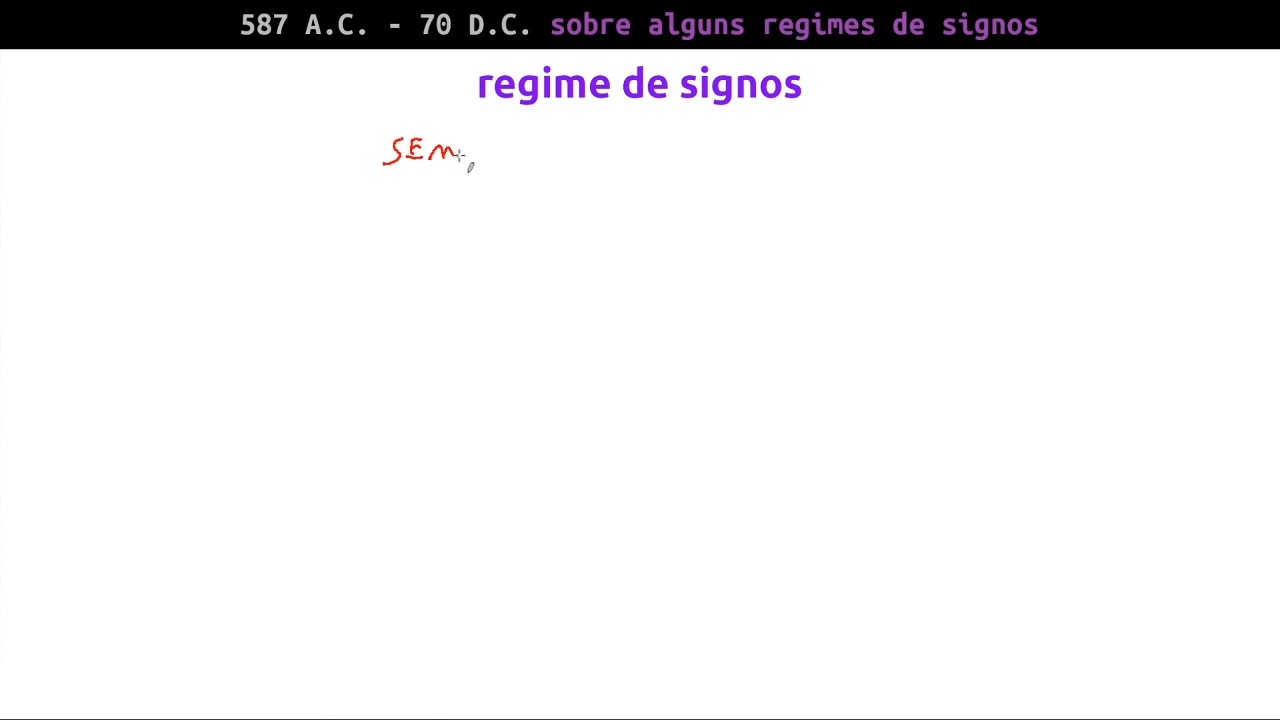 587 A.C. - 70 D.C. sobre alguns regimes de signos
regime de signos
SEM